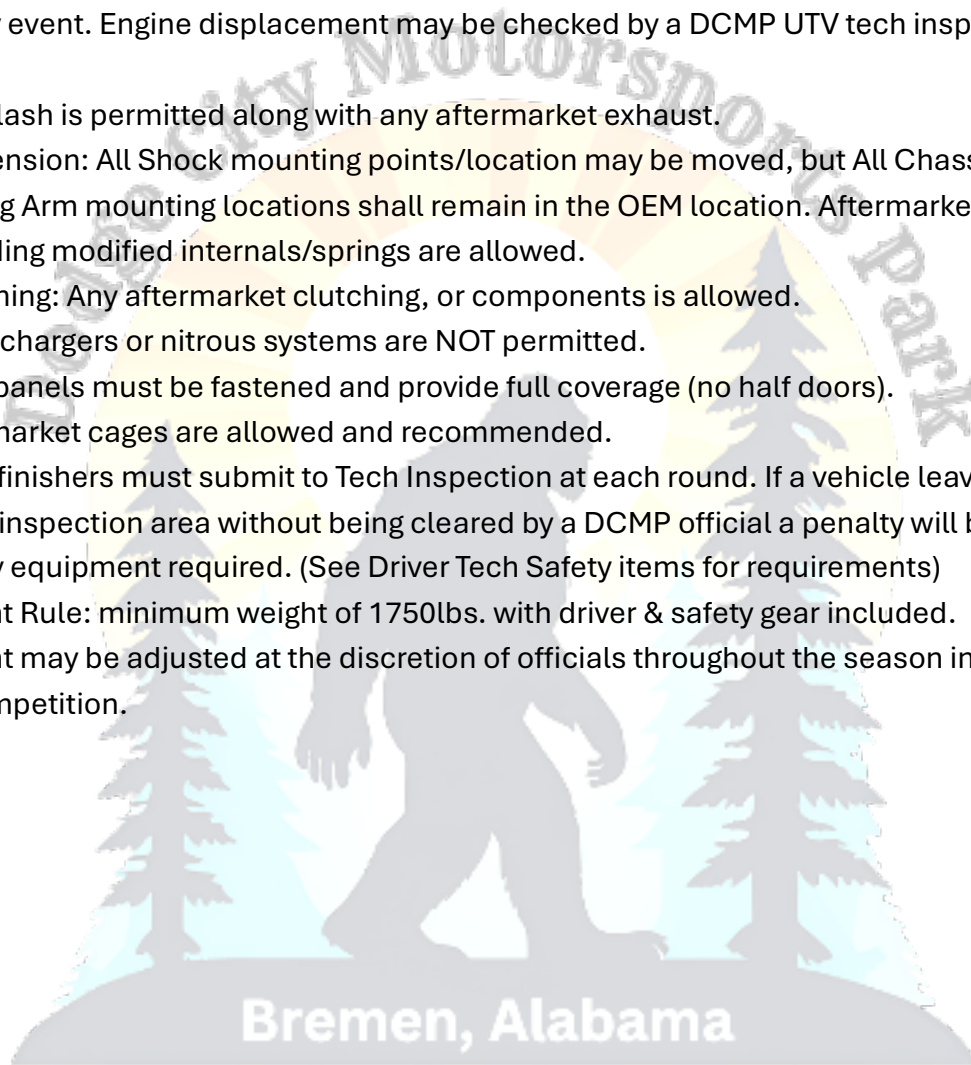 event. Engine displacement may be checked by a DCMP UTV tech insp
lash is permitted along with any aftermarket exhaust.
ension: All Shock mounting points/location may be moved, but All Chass
g Arm mounting locations shall remain in the OEM location. Aftermarke
ding modified internals/springs are allowed.
hing: Any aftermarket clutching, or components is allowed.
chargers or nitrous systems are NOT permitted.
panels must be fastened and provide full coverage (no half doors).
market cages are allowed and recommended.
finishers must submit to Tech Inspection at each round. If a vehicle leav
inspection area without being cleared by a DCMP official a penalty will b
y equipment required. (See Driver Tech Safety items for requirements)
t Rule: minimum weight of 1750lbs. with driver & safety gear included.
t may be adjusted at the discretion of officials throughout the season in
mpetition.
Dodge City Motorsports Park
Bremen, Alabama